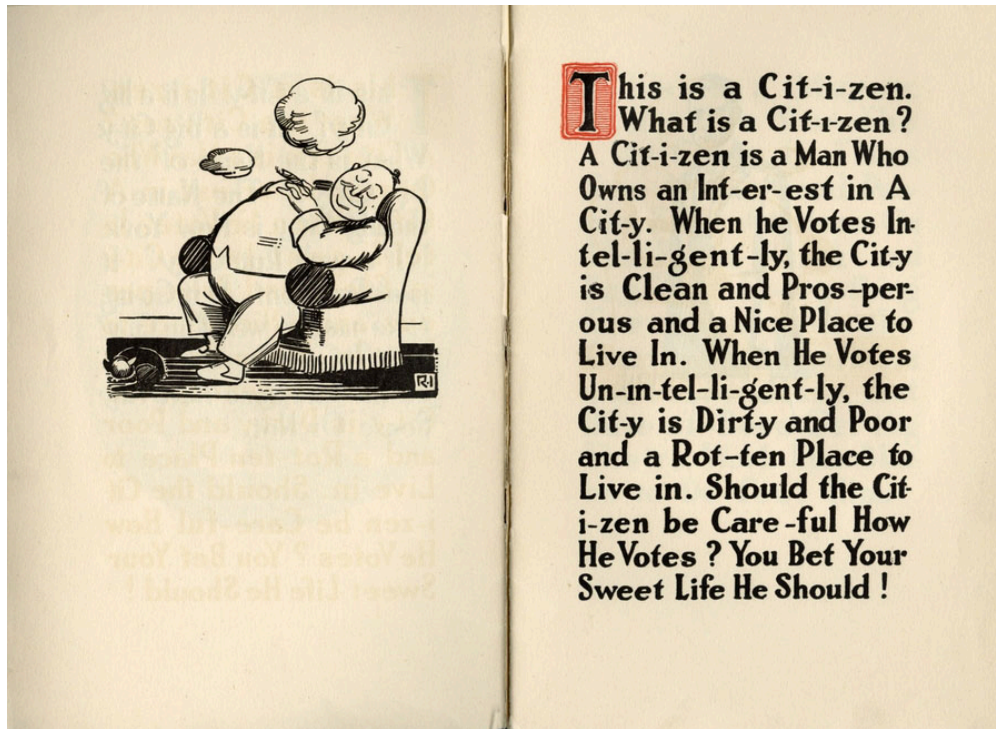 R.I
This is a Cit-i-zen.
What is a Cit-i-zen ?
A Cit-i-zen is a Man Who
Owns an Int-er-est in A
Cit-y. When he Votes In-
tel-li-gent-ly, the Cit-y
is Clean and Pros-per-
ous and a Nice Place to
Live In. When He Votes
Un-in-tel-li-gent-ly, the
Cit-y is Dirt-y and Poor
and a Rot-ten Place to
Live in. Should the Cit-
i-zen be Care-ful How
He Votes ? You Bet Your
Sweet Life He Should !